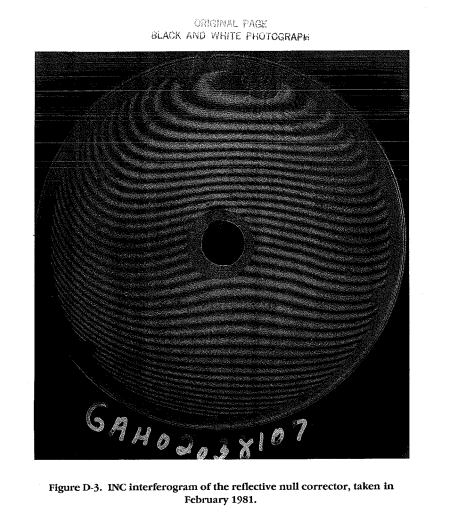 ORIGINAL PAGE
BLACK AND WHITE PHOTOGRAPH
GAH0203X107
Figure D-3. INC interferogram of the reflective null corrector, taken in
February 1981.